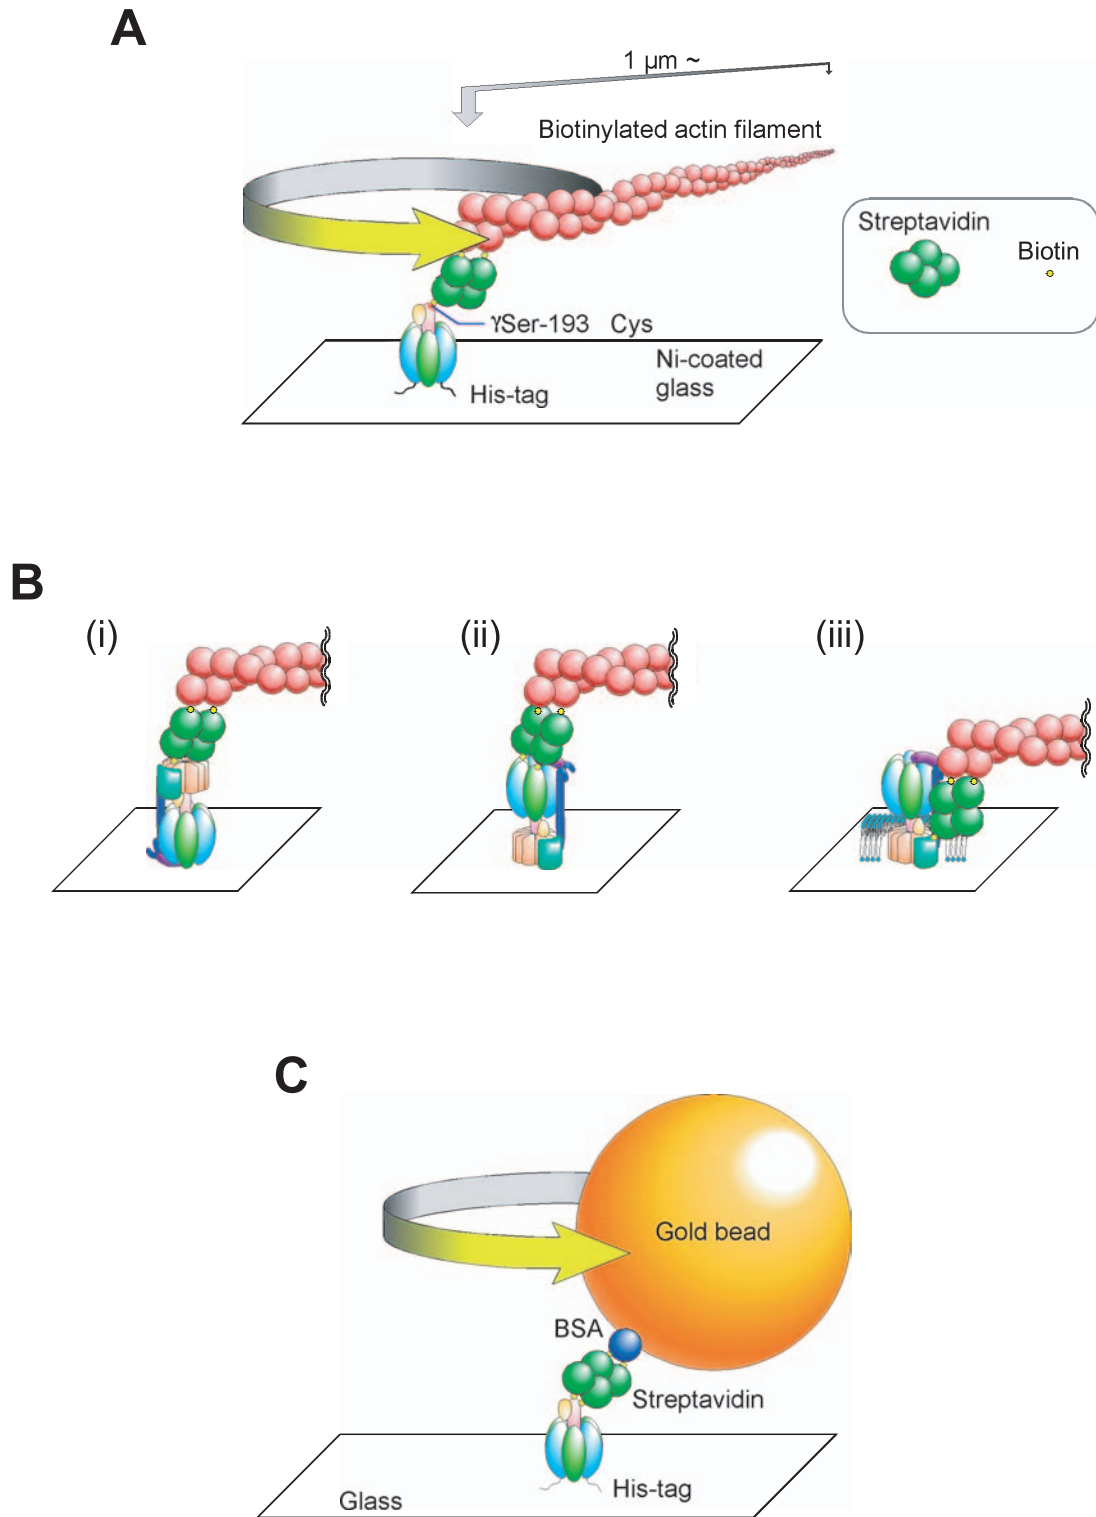 A
1 µm ~
Biotinylated actin filament
Streptavidin
Biotin
γSer-193 Cys
Ni-coated
glass
His-tag
B
(i)
(ii)
(iii)
C
Gold bead
BSA
Streptavidin
His-tag
Glass